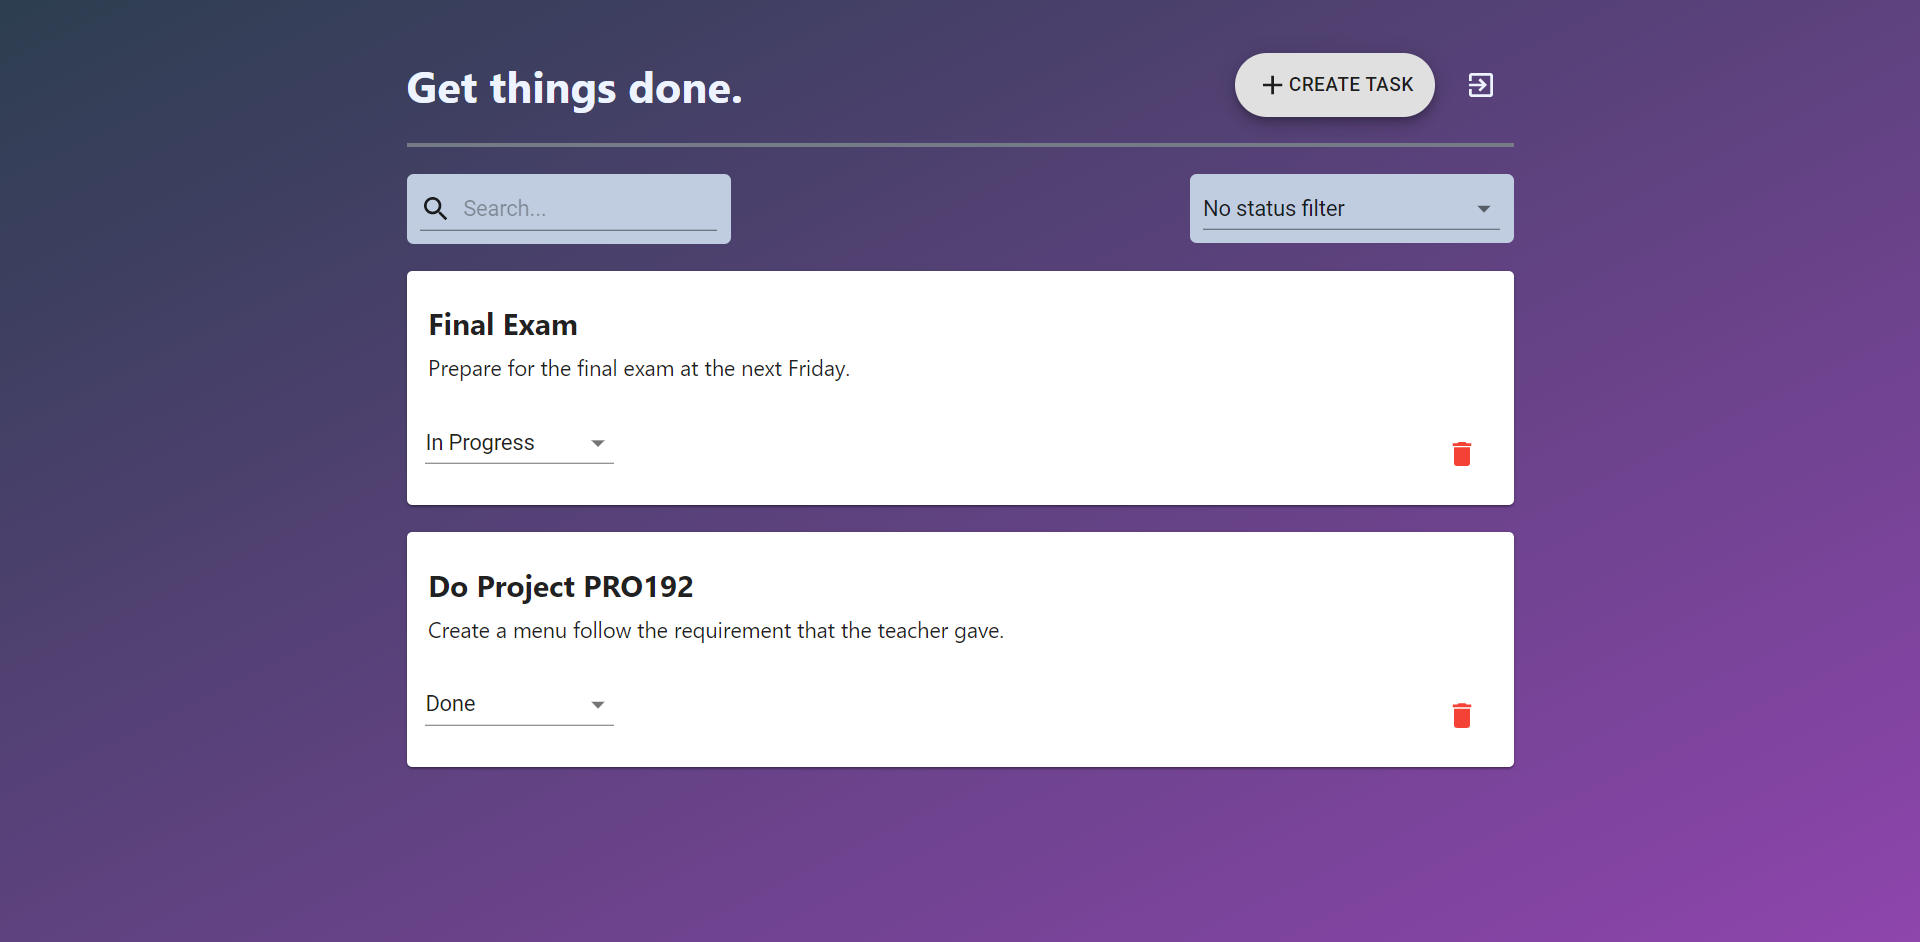 Get things done.
CREATE TASK
Search...
No status filter
Final Exam
Prepare for the final exam at the next Friday.
In Progress
Do Project PRO192
Create a menu follow the requirement that the teacher gave.
Done